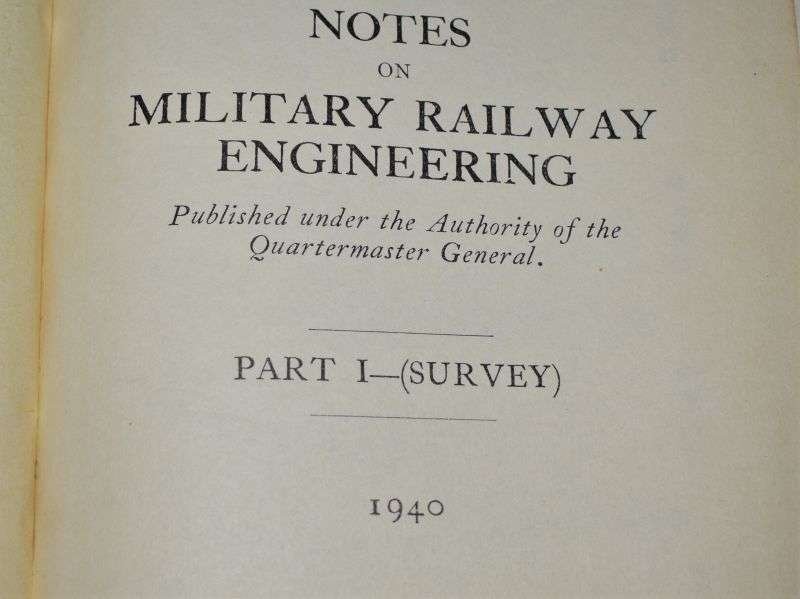 NOTES
ON
MILITARY RAILWAY
ENGINEERING
Published under the Authority of the
Quartermaster General.
PART I—(SURVEY)
1940